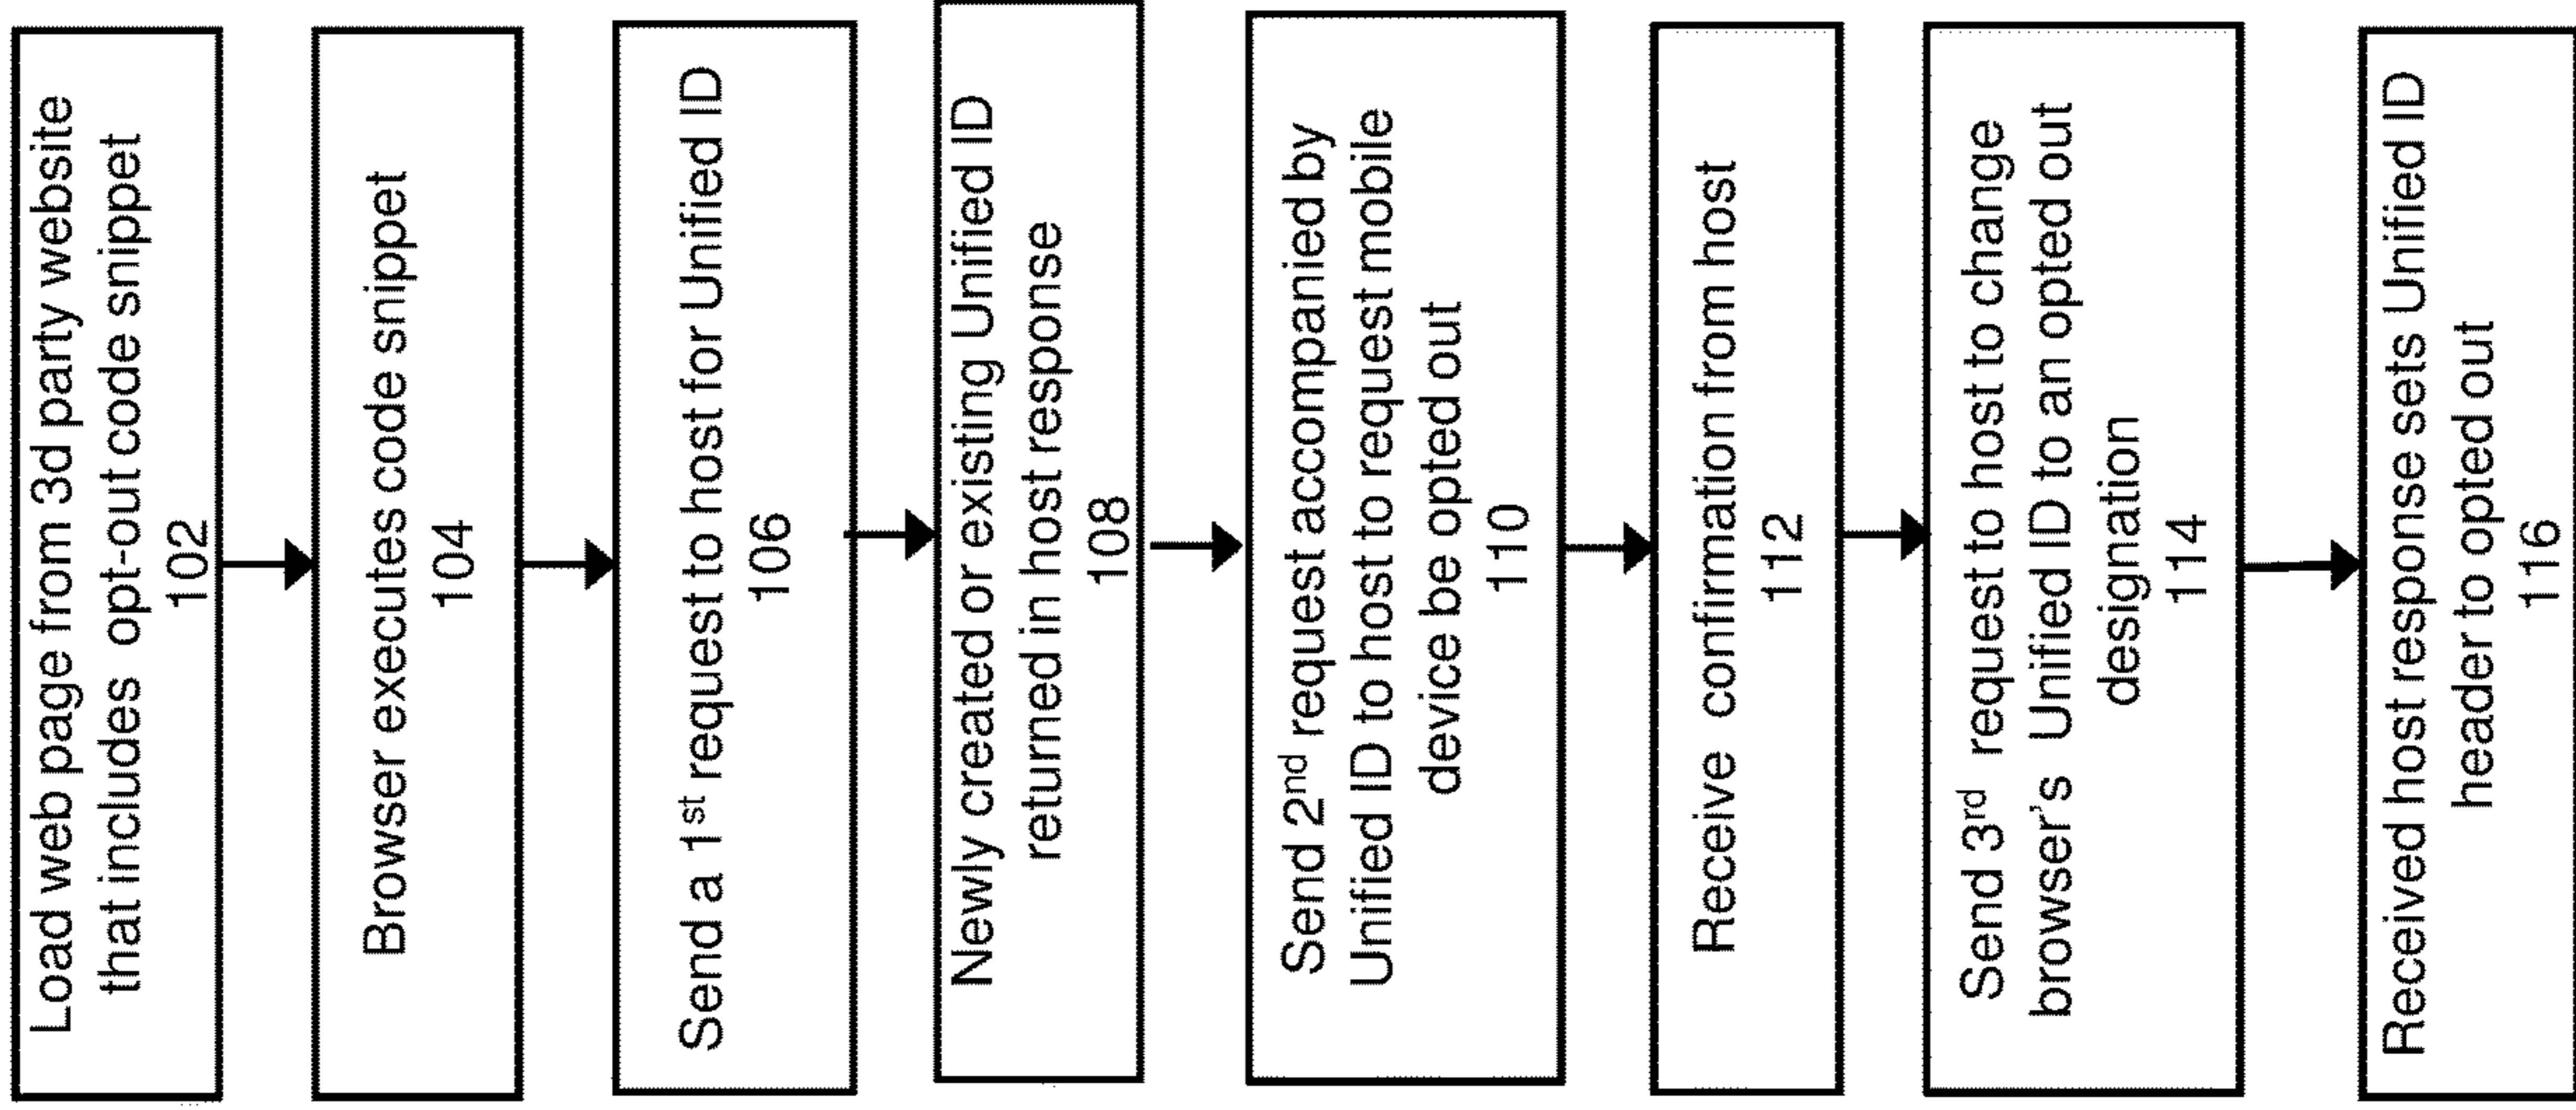 Load web page from 3d party website
that includes opt-out code snippet
102
Browser executes code snippet
104
Send a 1st request to host for Unified ID
106
Newly created or existing Unified ID
returned in host response
108
Send 2nd request accompanied by
Unified ID to host to request mobile
device be opted out
110
Receive confirmation from host
112
Send 3rd request to host to change
browser's Unified ID to an opted out
designation
114
Received host response sets Unified ID
header to opted out
116